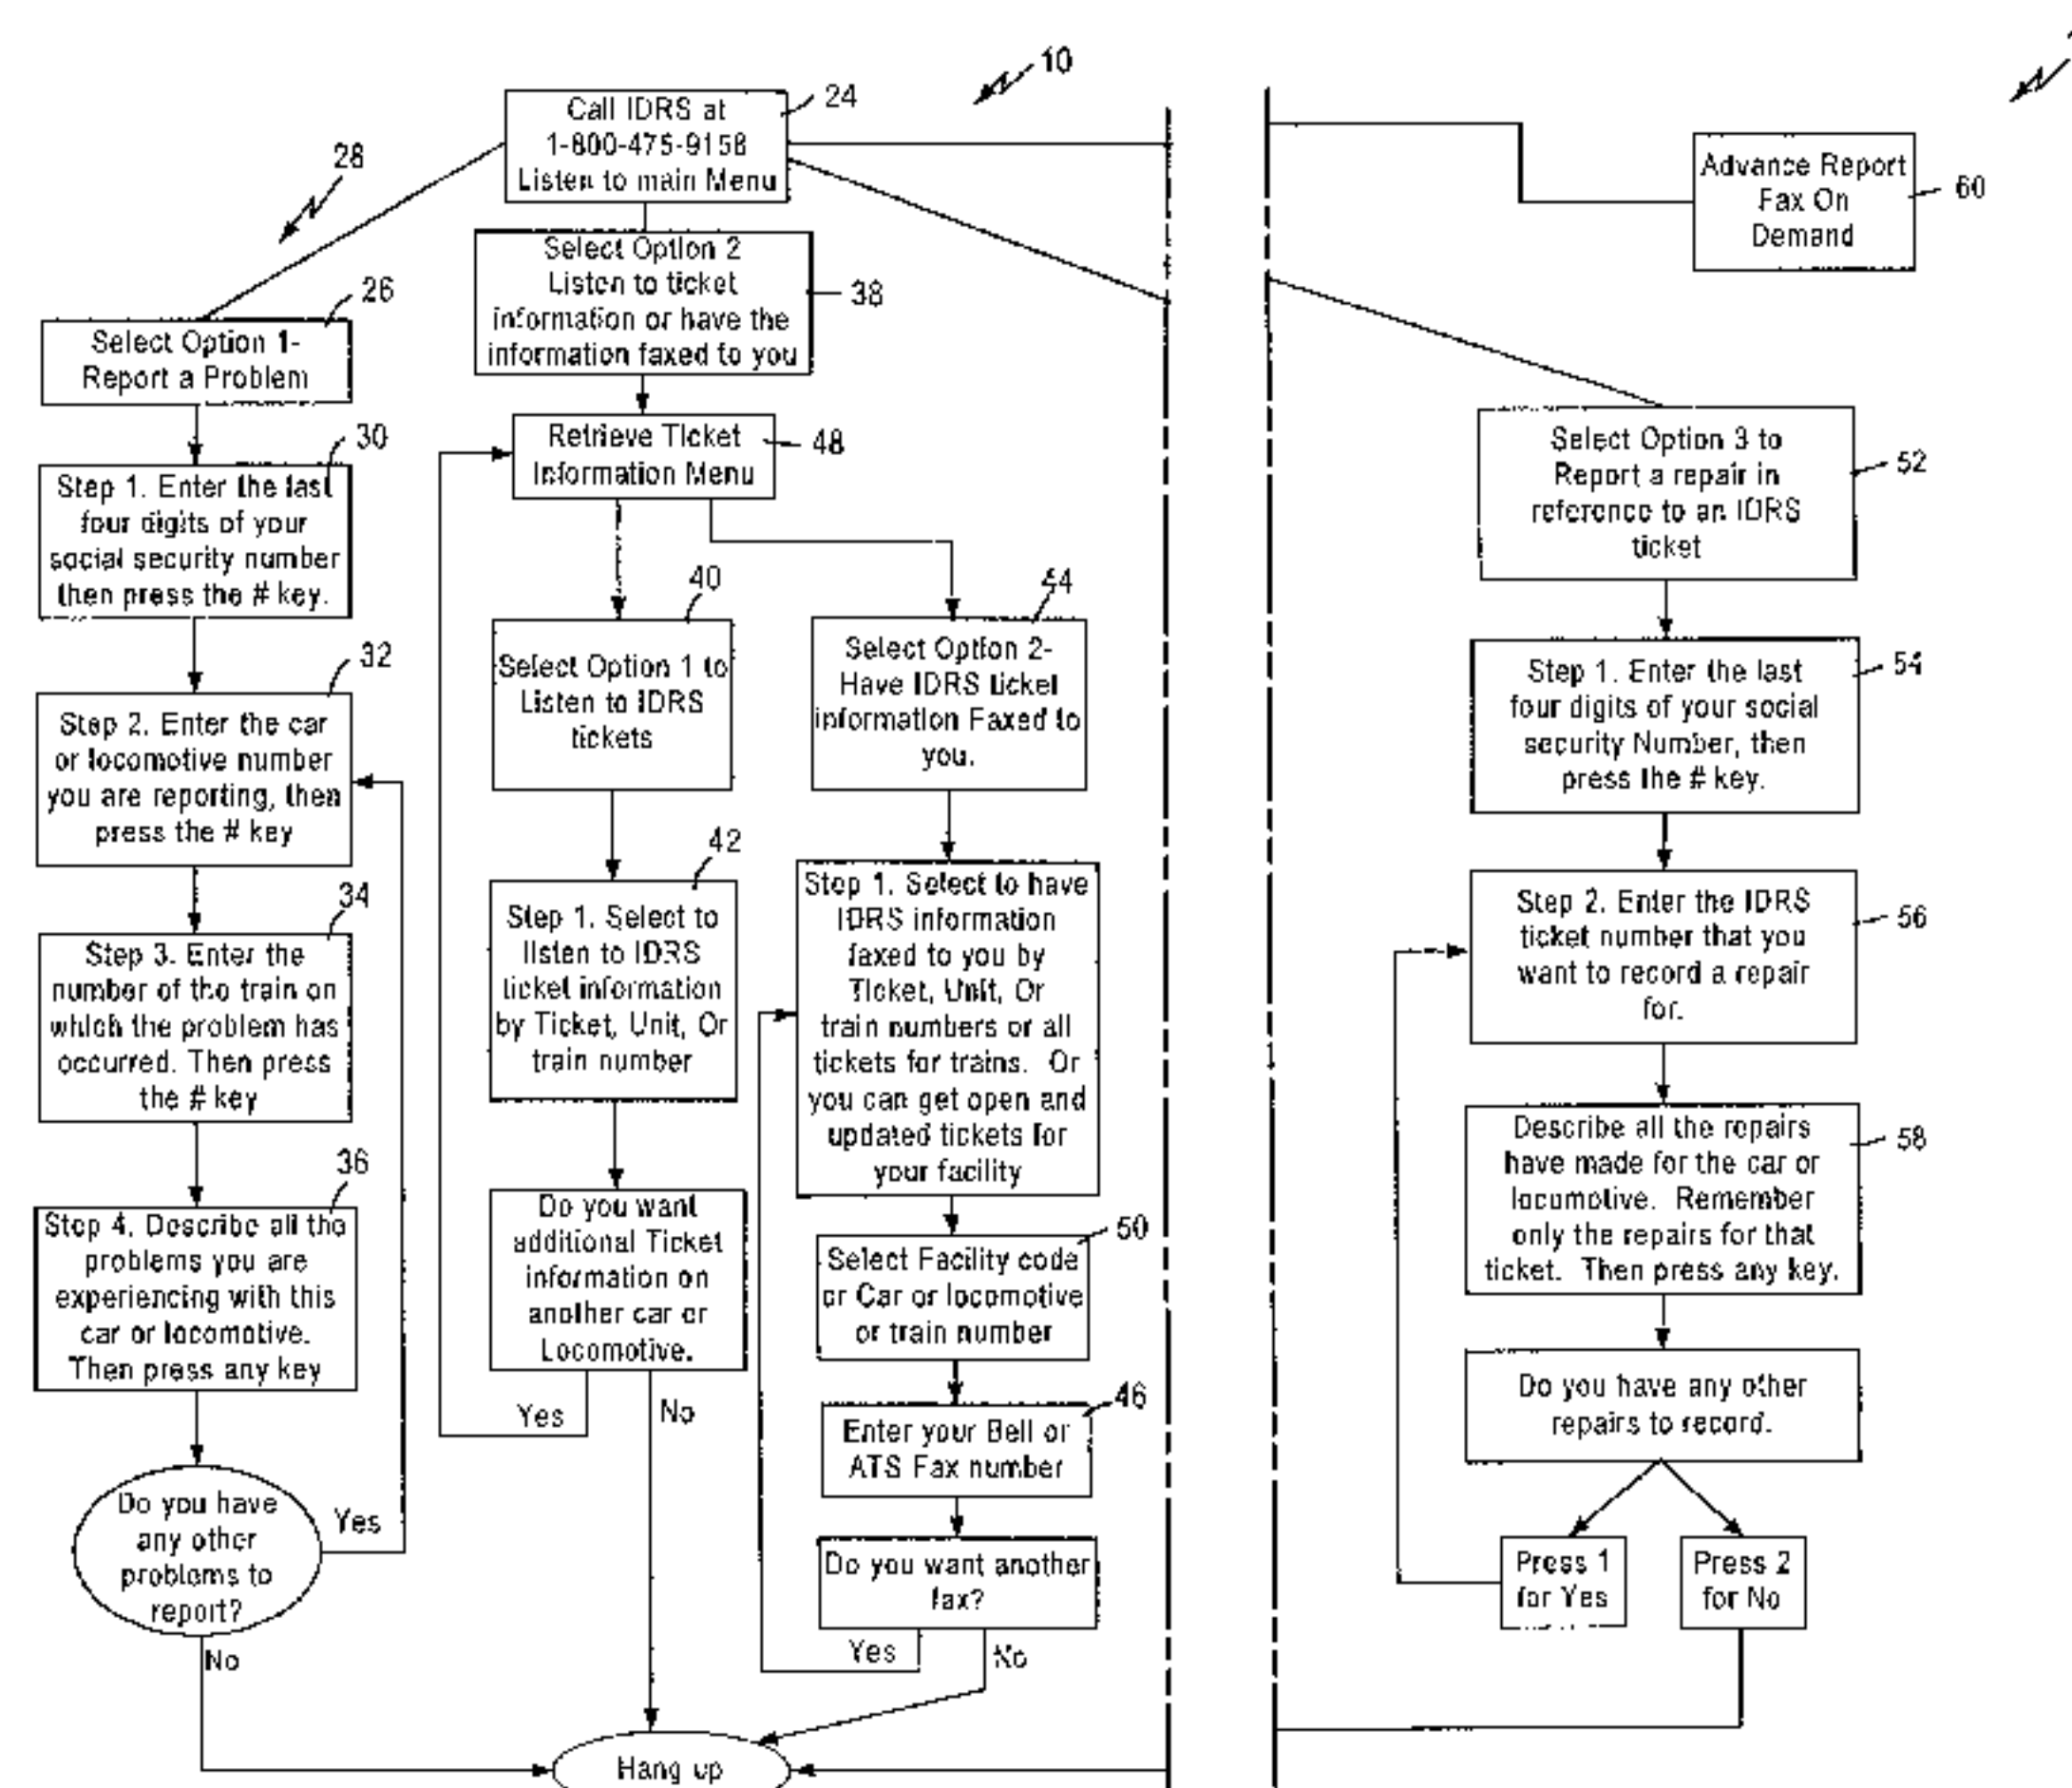 10
Call IDRS at
1-800-475-9158
Listen to main Menu
24
28
Select Option 1-
Report a Problem
26
Step 1. Enter the last
four digits of your
social security number
then press the # key.
30
Step 2. Enter the car
or locomotive number
you are reporting, then
press the # key
32
Step 3. Enter the
number of the train on
which the problem has
occurred. Then press
the # key
34
Step 4. Describe all the
problems you are
experiencing with this
car or locomotive.
Then press any key
36
Do you have
any other
problems to
report?
Yes
No
Select Option 2
Listen to ticket
information or have the
information faxed to you
38
Retrieve Ticket
Information Menu
48
Select Option 1 to
Listen to IDRS
tickets
40
Step 1. Select to
listen to IDRS
ticket information
by Ticket, Unit, Or
train number
42
Do you want
additional Ticket
information on
another car or
Locomotive.
Yes
No
Select Option 2-
Have IDRS ticket
information Faxed to
you.
Step 1. Select to have
IDRS information
faxed to you by
Ticket, Unit, Or
train numbers or all
tickets for trains. Or
you can get open and
updated tickets for
your facility
Select Facility code
or Car or locomotive
or train number
50
Enter your Bell or
ATS Fax number
46
Do you want another
fax?
Yes
No
Hang up
Advance Report
Fax On
Demand
60
Select Option 3 to
Report a repair in
reference to an IDRS
ticket
52
Step 1. Enter the last
four digits of your social
security Number, then
press the # key.
54
Step 2. Enter the IDRS
ticket number that you
want to record a repair
for.
56
Describe all the repairs
have made for the car or
locomotive. Remember
only the repairs for that
ticket. Then press any key.
58
Do you have any other
repairs to record.
Press 1
for Yes
Press 2
for No